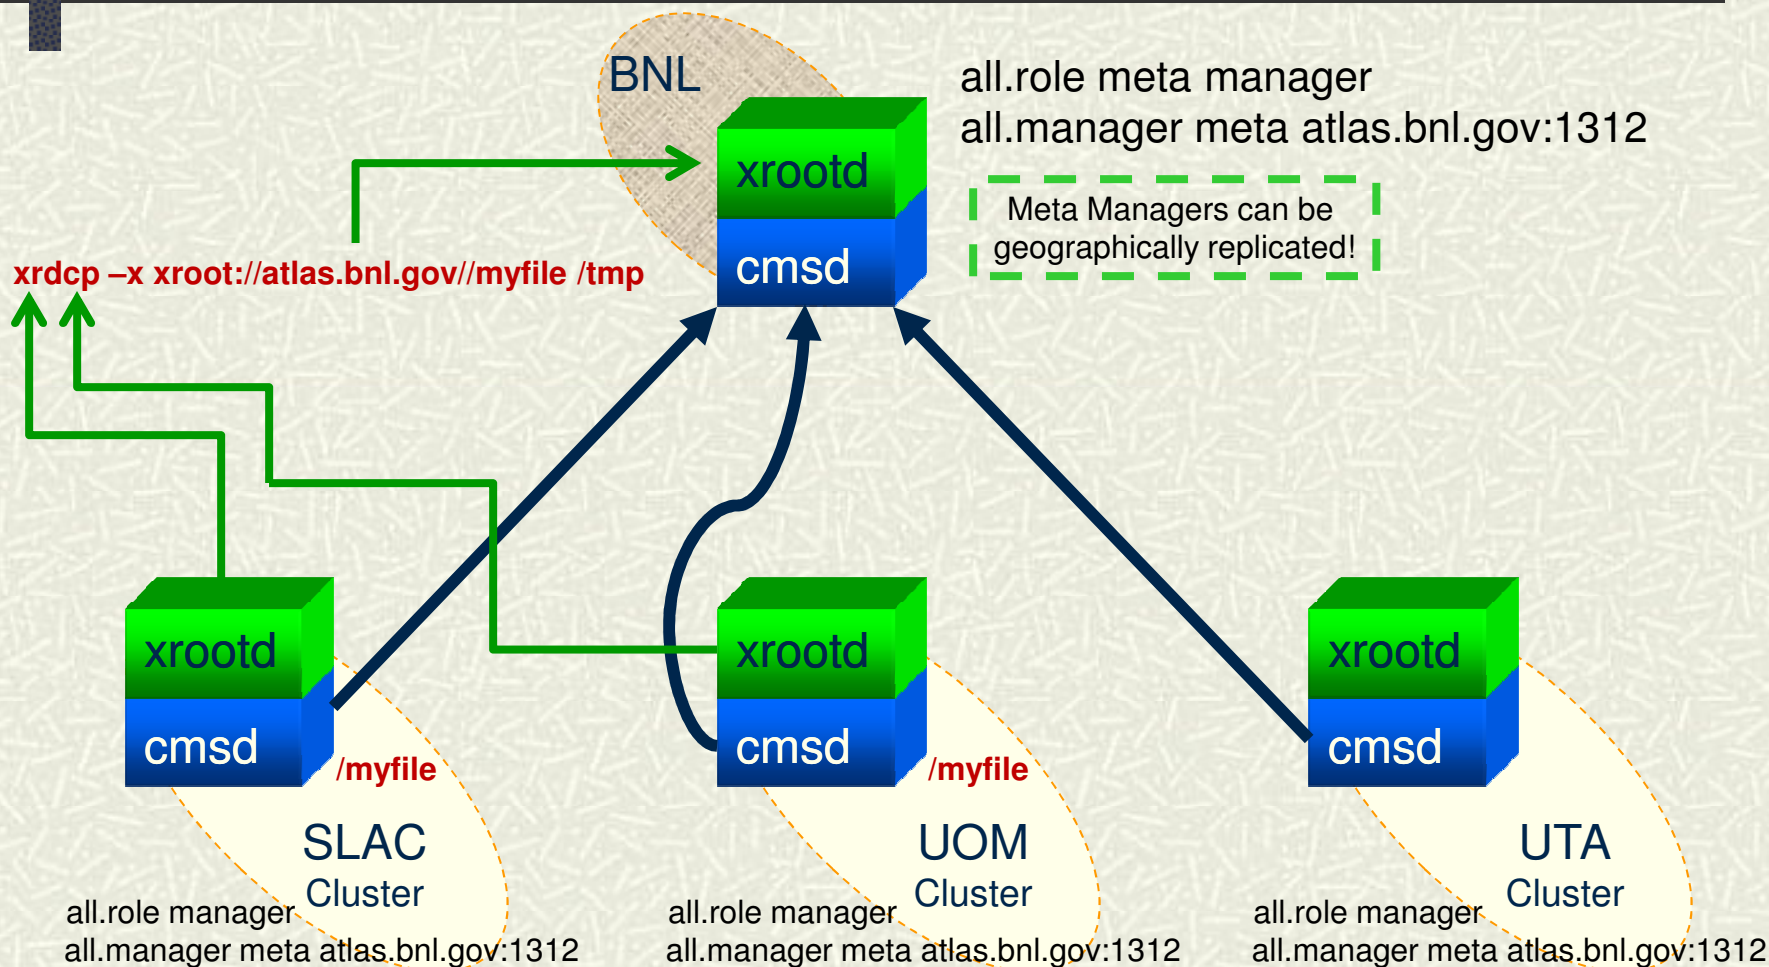 BNL
all.role meta manager
all.manager meta atlas.bnl.gov:1312
xrootd
cmsd
Meta Managers can be
geographically replicated!
xrdcp –x xroot://atlas.bnl.gov//myfile /tmp
xrootd
cmsd
/myfile
SLAC
Cluster
all.role manager
all.manager meta atlas.bnl.gov:1312
xrootd
cmsd
/myfile
UOM
Cluster
all.role manager
all.manager meta atlas.bnl.gov:1312
xrootd
cmsd
UTA
Cluster
all.role manager
all.manager meta atlas.bnl.gov:1312